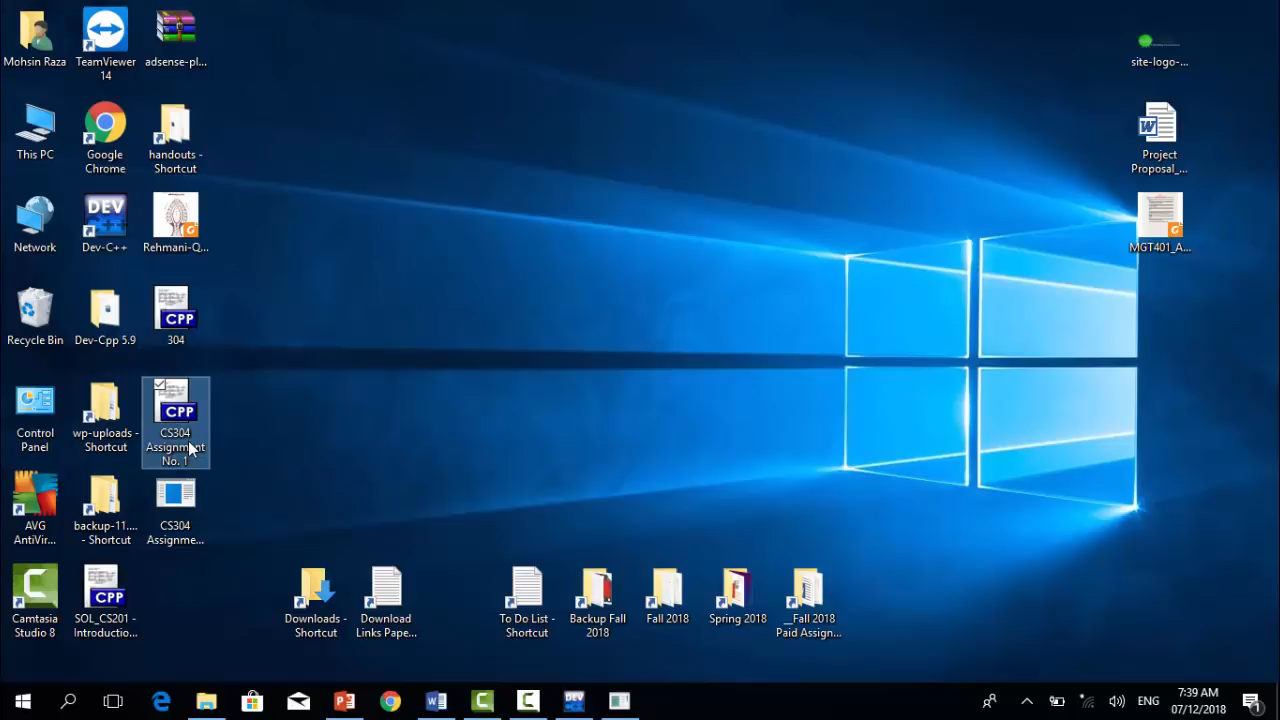 Mohsin Raza
TeamViewer
14
adsense-pl...
site-logo-...
This PC
Google
Chrome
handouts -
Shortcut
W
Project
Proposal_...
DEV
Network
Dev-C++
Rehmani-Q...
MGT401_A...
CPP
Recycle Bin
Dev-Cpp 5.9
304
CPP
Control
Panel
wp-uploads -
Shortcut
CS304
Assignment
No. 1
AVG
AntiVir...
backup-11....
- Shortcut
CS304
Assignme...
CPP
Camtasia
Studio 8
SOL_CS201 -
Introductio...
Downloads -
Shortcut
Download
Links Pape...
To Do List -
Shortcut
Backup Fall
2018
Fall 2018
Spring 2018
__Fall 2018
Paid Assign...
DEV
ENG
7:39 AM
07/12/2018
1